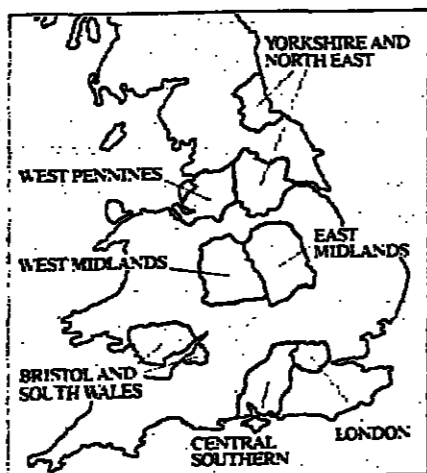 YORKSHIRE AND
NORTH EAST
WEST PENNINES
EAST
MIDLANDS
WEST MIDLANDS
BRISTOL AND
SOUTH WALES
CENTRAL
SOUTHERN
LONDON